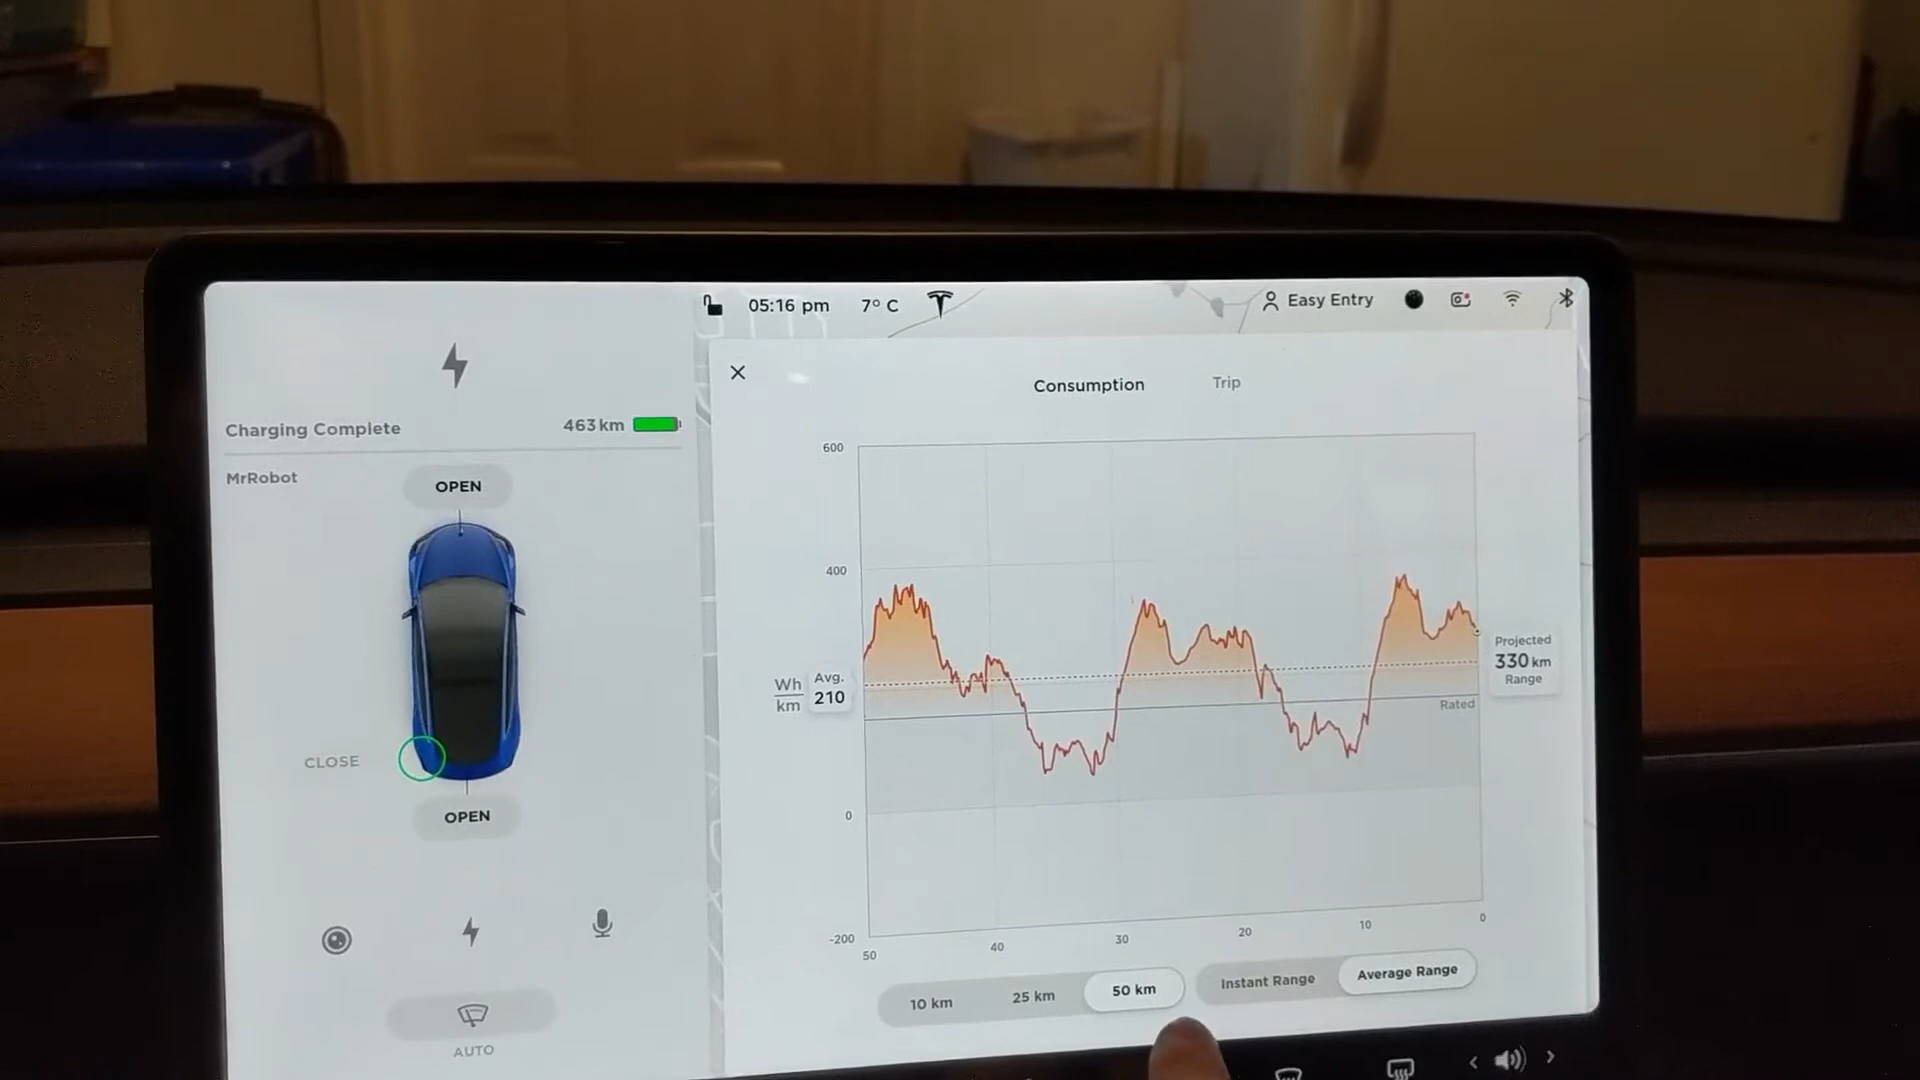 05:16 pm 7° C Easy Entry
Charging Complete 463 km
MrRobot
OPEN
CLOSE
OPEN
AUTO
Consumption Trip
600
400
0
-200
Wh
km
Avg.
210
Projected
330 km
Range
Rated
50 40 30 20 10 0
10 km 25 km 50 km Instant Range Average Range